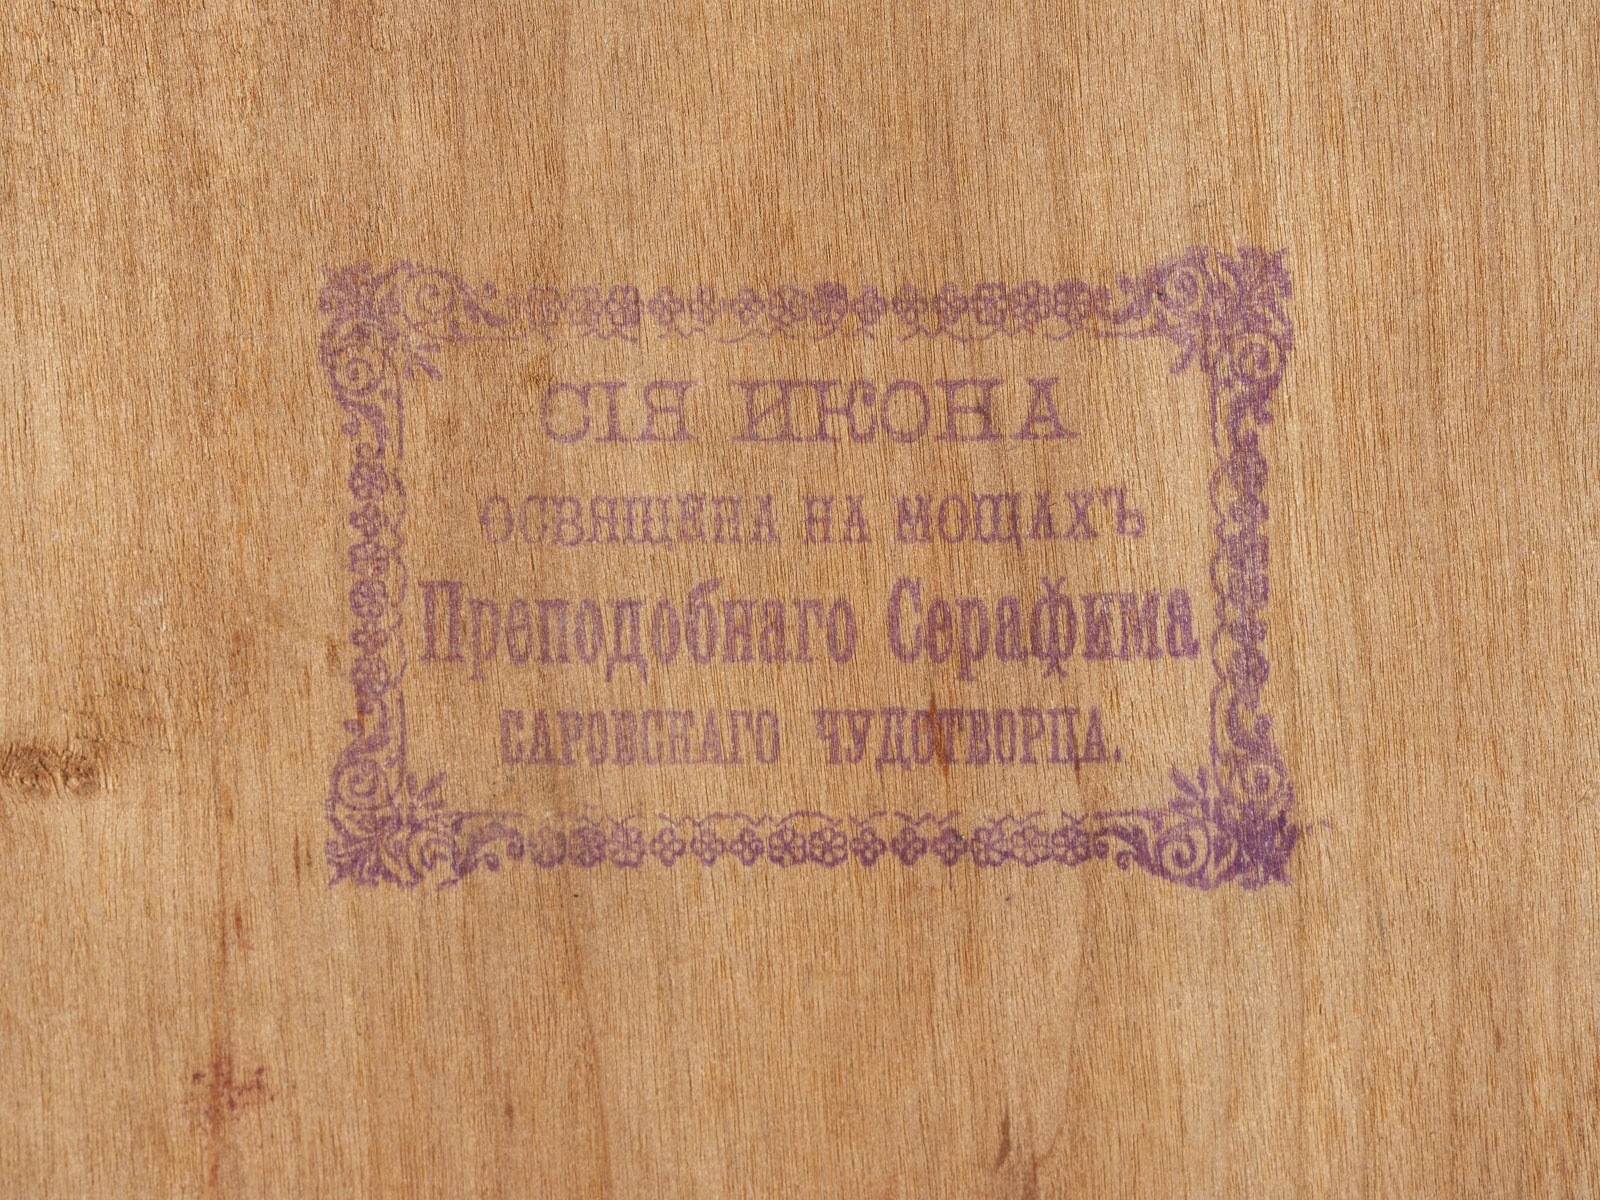 СІЯ ИКОНА
ОСВЯЩЕНА НА МОЩАХЪ
Преподобнаго Серафима
САРОВСКАГО ЧУДОТВОРЦА.